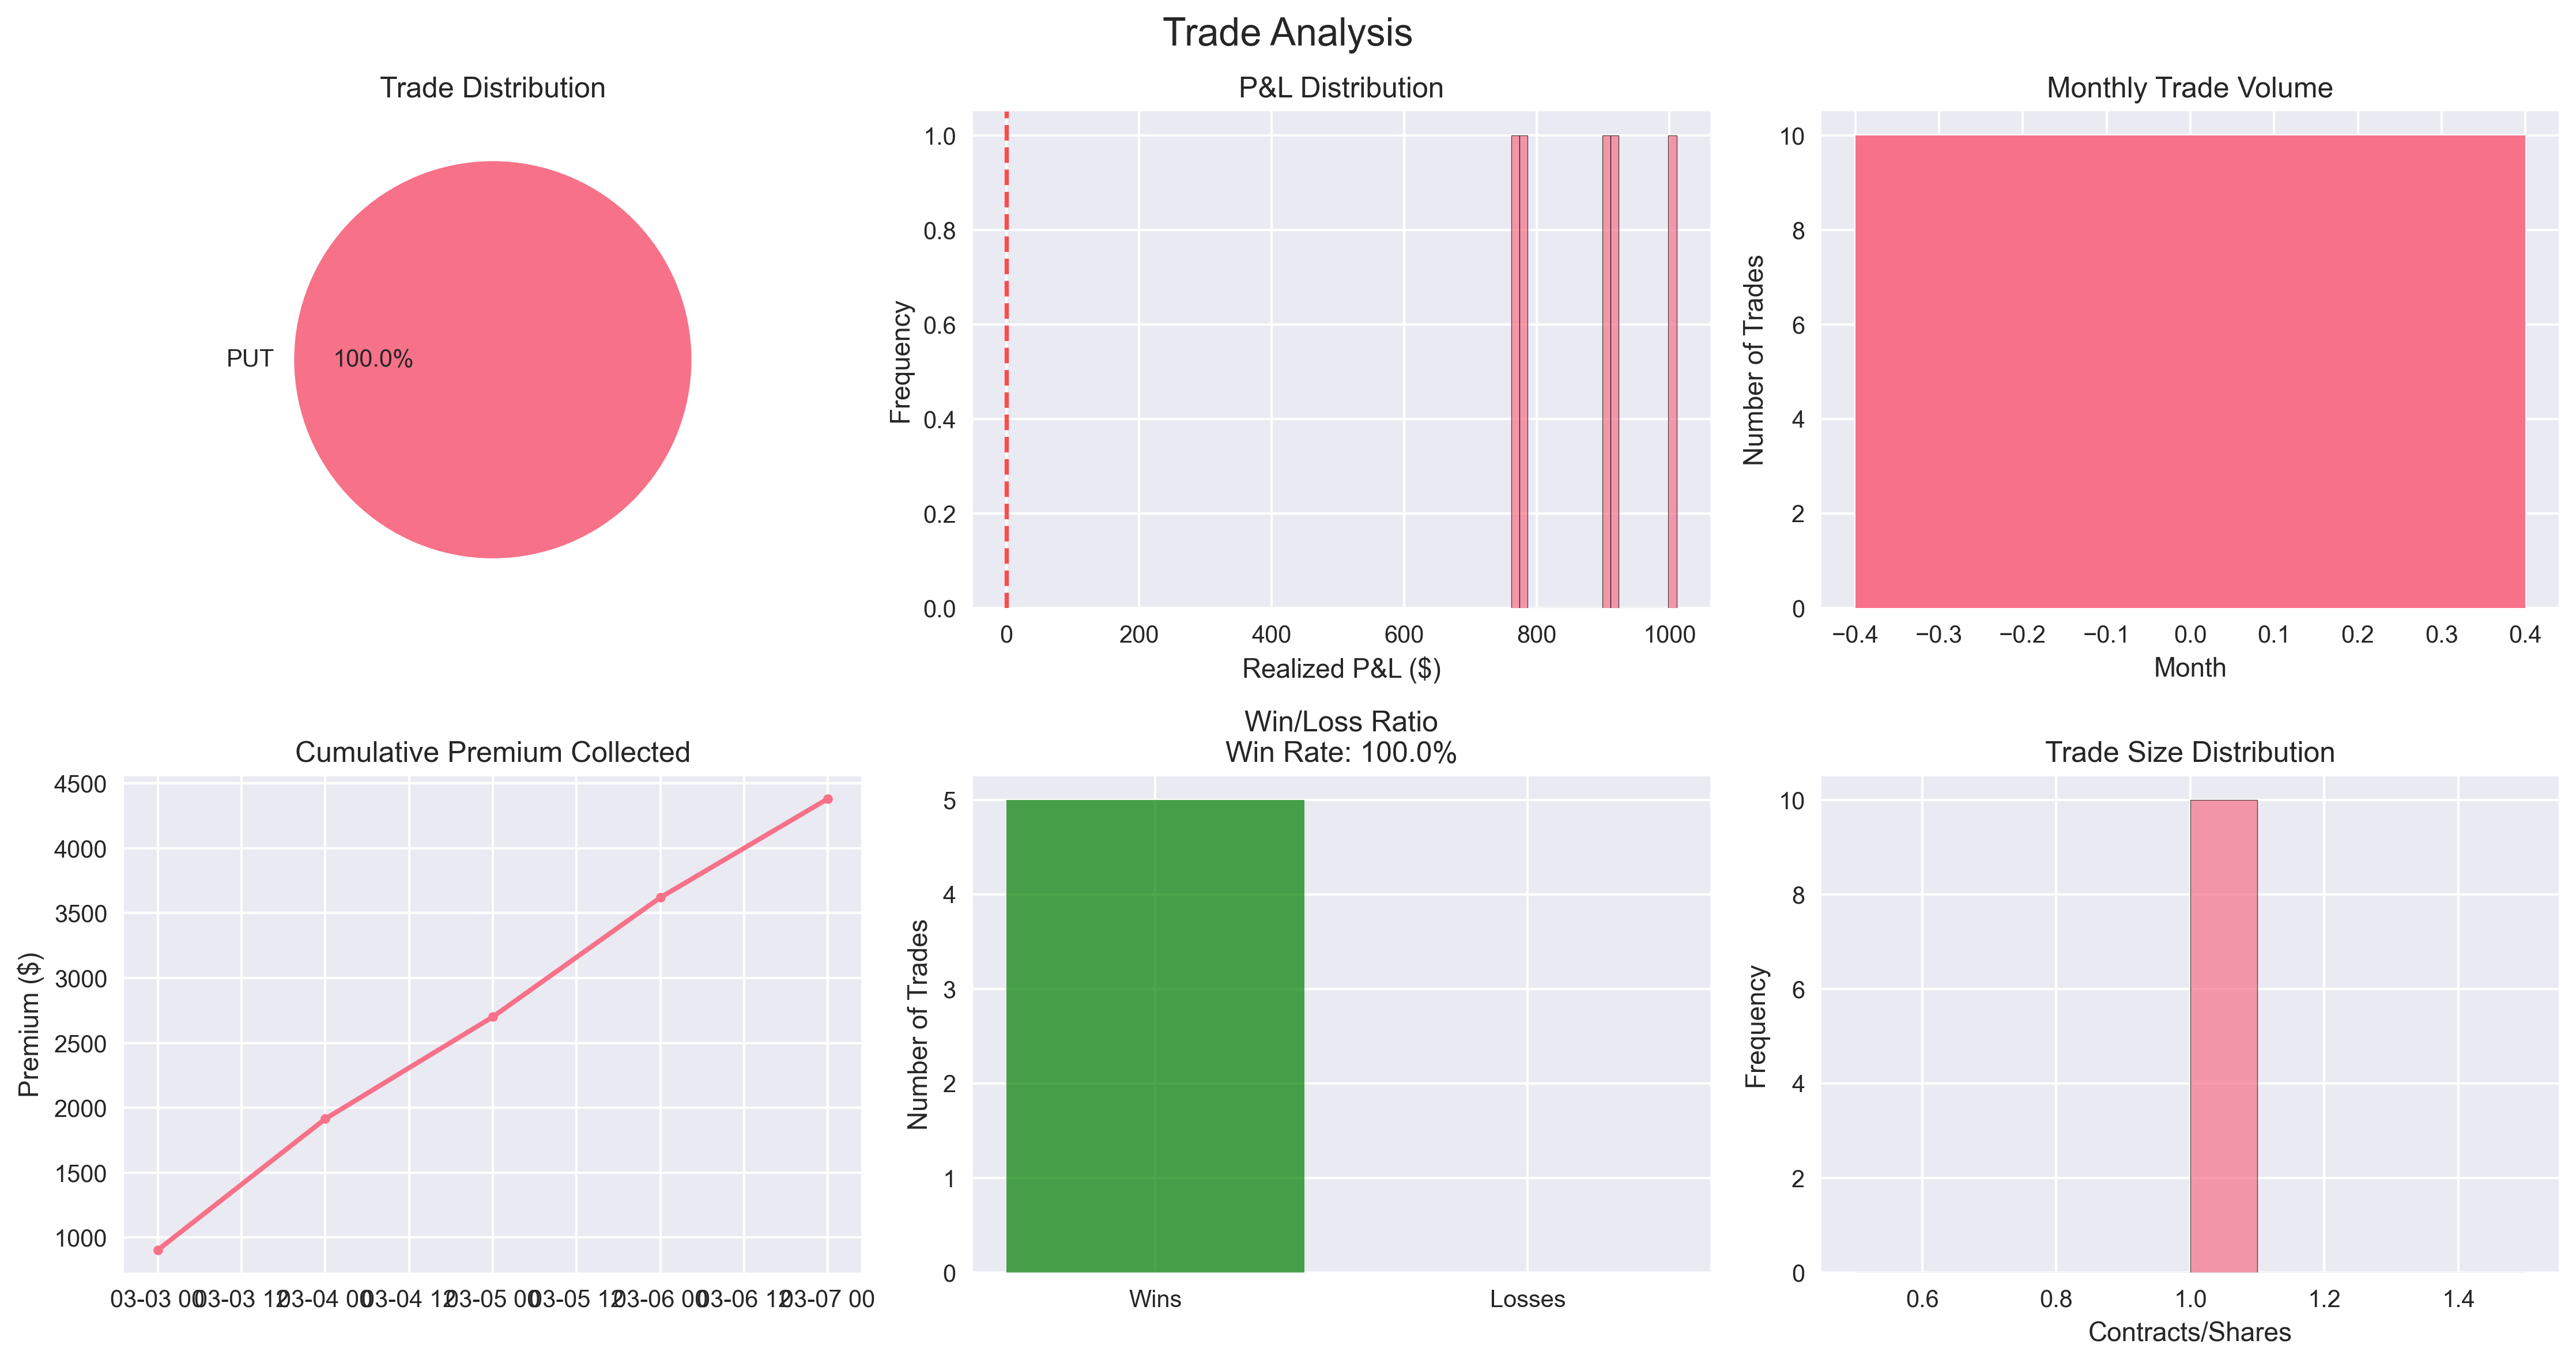 Trade Analysis
Trade Distribution
PUT
100.0%
P&L Distribution
Frequency
1.0
0.8
0.6
0.4
0.2
0.0
0 200 400 600 800 1000
Realized P&L ($)
Monthly Trade Volume
Number of Trades
10
8
6
4
2
0
−0.4 −0.3 −0.2 −0.1 0.0 0.1 0.2 0.3 0.4
Month
Cumulative Premium Collected
Premium ($)
4500
4000
3500
3000
2500
2000
1500
1000
03-03 00 03-03 12 03-04 00 03-04 12 03-05 00 03-05 12 03-06 00 03-06 12 03-07 00
Win/Loss Ratio
Win Rate: 100.0%
Number of Trades
5
4
3
2
1
0
Wins Losses
Trade Size Distribution
Frequency
10
8
6
4
2
0
0.6 0.8 1.0 1.2 1.4
Contracts/Shares